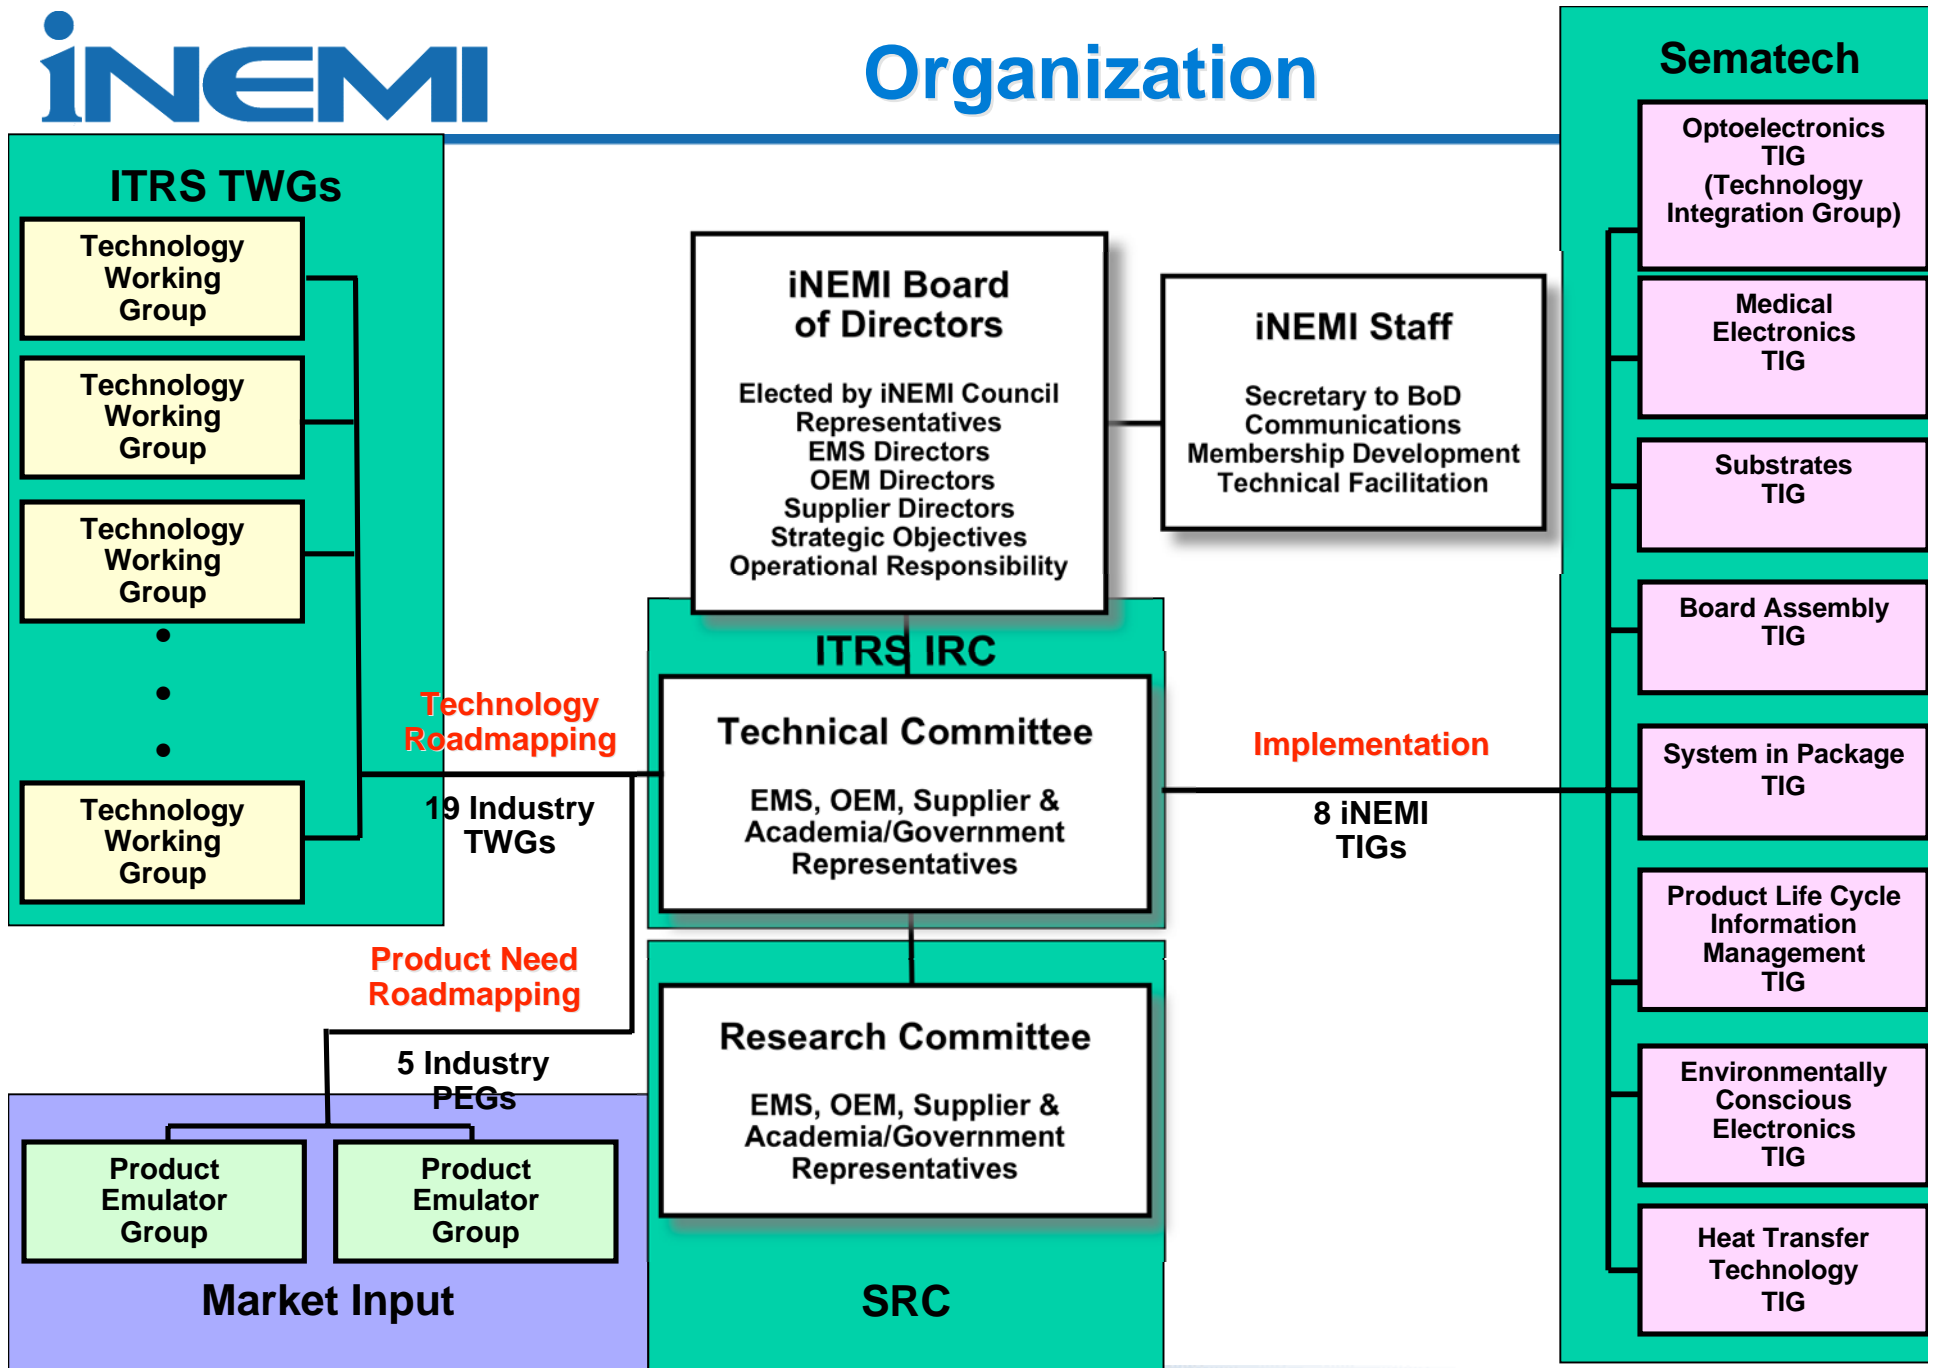 iNEMI
Organization
ITRS TWGs
Technology
Working
Group
Technology
Working
Group
Technology
Working
Group
•
•
•
Technology
Working
Group
Technology
Roadmapping
19 Industry
TWGs
Product Need
Roadmapping
5 Industry
PEGs
Product
Emulator
Group
Product
Emulator
Group
Market Input
iNEMI Board
of Directors
Elected by iNEMI Council
Representatives
EMS Directors
OEM Directors
Supplier Directors
Strategic Objectives
Operational Responsibility
iNEMI Staff
Secretary to BoD
Communications
Membership Development
Technical Facilitation
ITRS IRC
Technical Committee
EMS, OEM, Supplier &
Academia/Government
Representatives
Research Committee
EMS, OEM, Supplier &
Academia/Government
Representatives
SRC
Implementation
8 iNEMI
TIGs
Sematech
Optoelectronics
TIG
(Technology
Integration Group)
Medical
Electronics
TIG
Substrates
TIG
Board Assembly
TIG
System in Package
TIG
Product Life Cycle
Information
Management
TIG
Environmentally
Conscious
Electronics
TIG
Heat Transfer
Technology
TIG